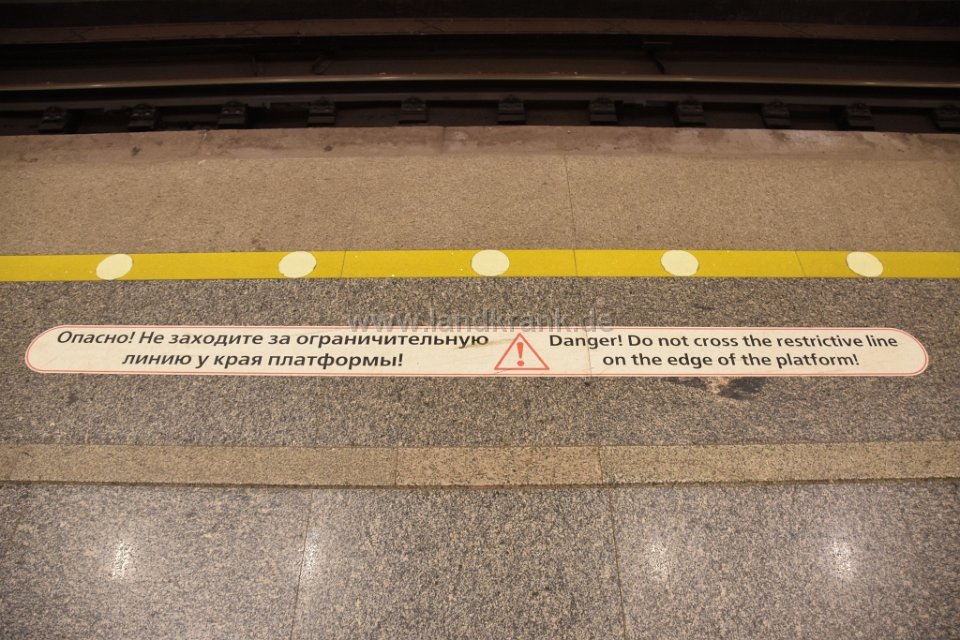 www.landkrank.de
Опасно! Не заходите за ограничительную
линию у края платформы!
Danger! Do not cross the restrictive line
on the edge of the platform!